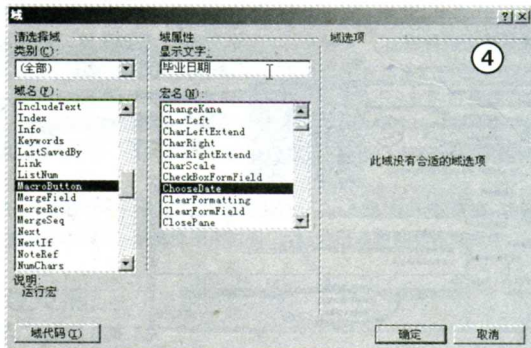 域
请选择域
类别(C):
(全部)
域名(F):
IncludeText
Index
Info
Keywords
LastSavedBy
Link
ListNum
MacroButton
MergeField
MergeRec
MergeSeq
Next
NextIf
NoteRef
NumChars
说明:
运行宏
域代码(I)
域属性
显示文字:
毕业日期
宏名(N):
ChangeKana
CharLeft
CharLeftExtend
CharRight
CharRightExtend
CharScale
CheckBoxFormField
ChooseDate
ClearFormatting
ClearFormField
ClosePane
域选项
④
此域没有合适的域选项
确定
取消